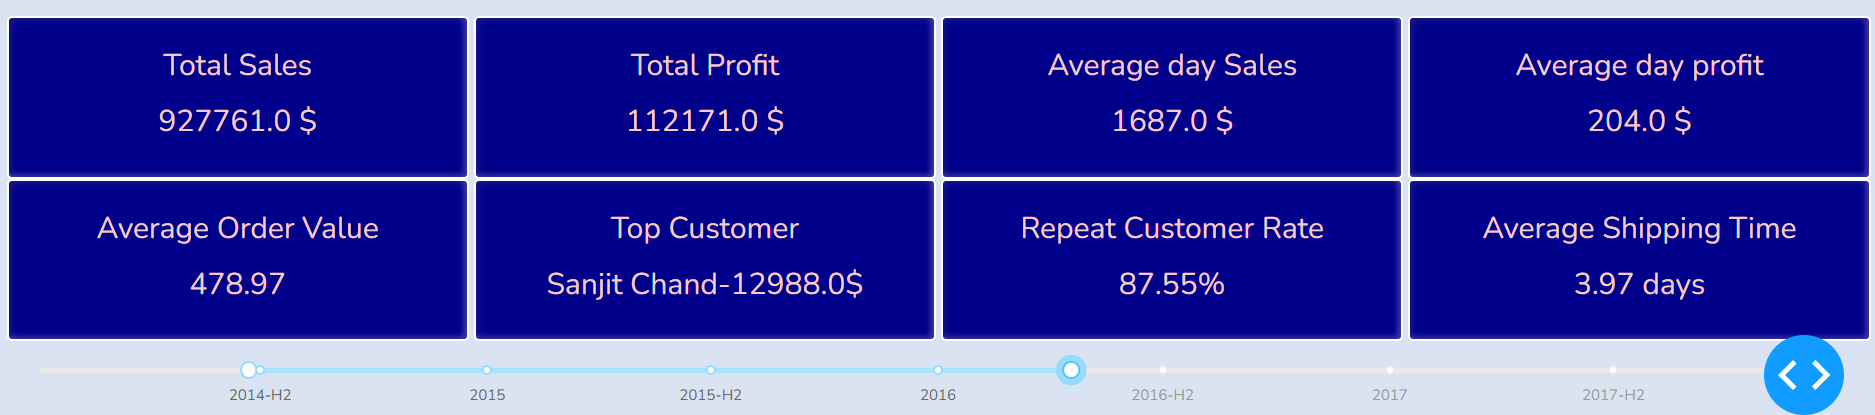 Total Sales
927761.0 $
Total Profit
112171.0 $
Average day Sales
1687.0 $
Average day profit
204.0 $
Average Order Value
478.97
Top Customer
Sanjit Chand-12988.0$
Repeat Customer Rate
87.55%
Average Shipping Time
3.97 days
2014-H2
2015
2015-H2
2016
2016-H2
2017
2017-H2